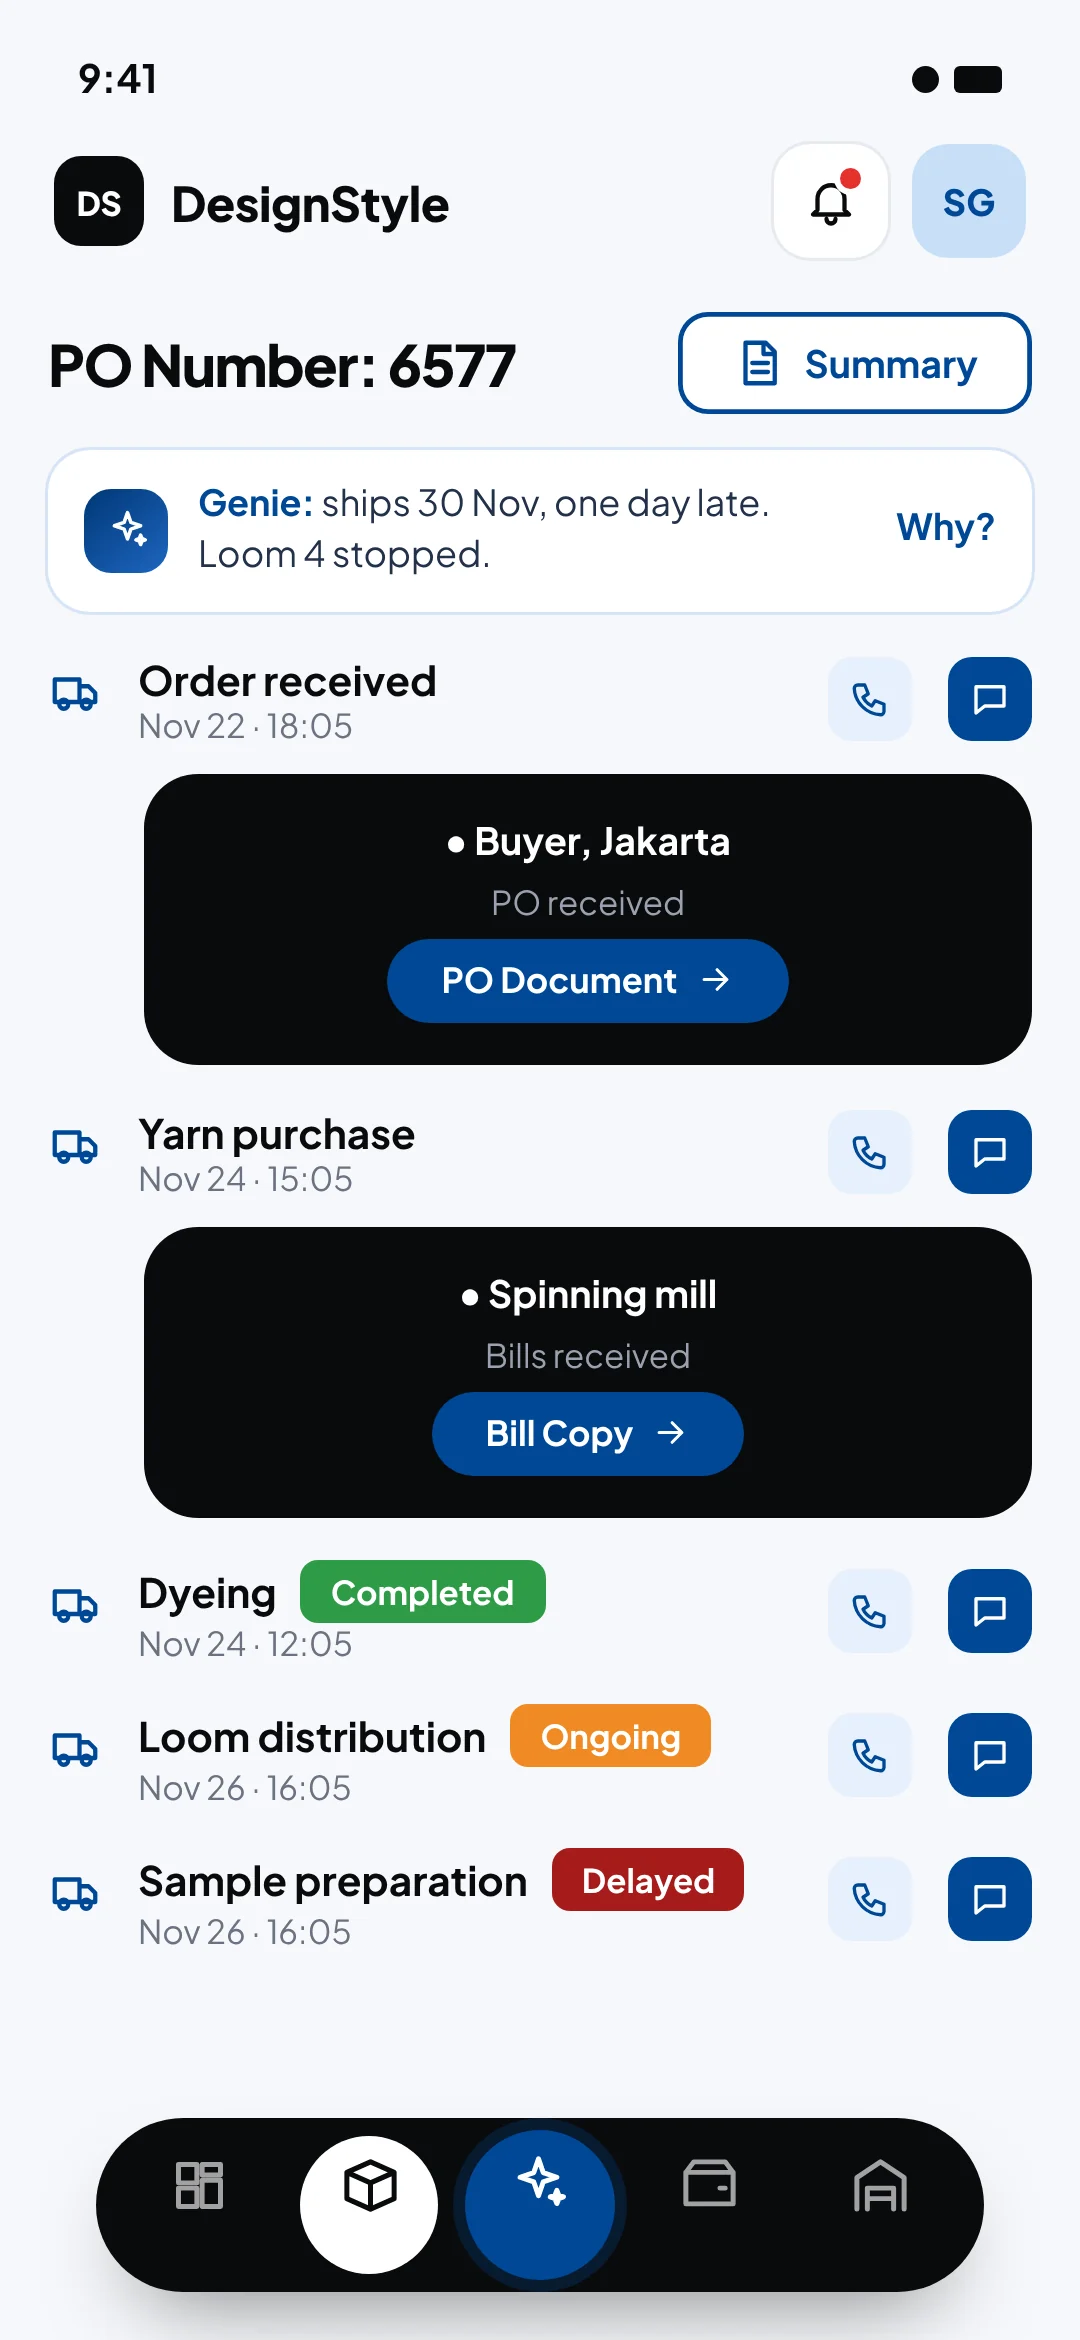 9:41
DS DesignStyle SG
PO Number: 6577
Summary
Genie: ships 30 Nov, one day late.
Loom 4 stopped.
Why?
Order received
Nov 22 · 18:05
• Buyer, Jakarta
PO received
PO Document →
Yarn purchase
Nov 24 · 15:05
• Spinning mill
Bills received
Bill Copy →
Dyeing Completed
Nov 24 · 12:05
Loom distribution Ongoing
Nov 26 · 16:05
Sample preparation Delayed
Nov 26 · 16:05